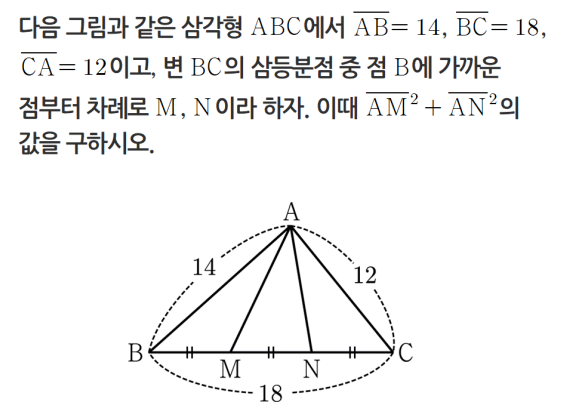 다음 그림과 같은 삼각형 ABC에서 \overline{AB} = 14, \overline{BC} = 18,
\overline{CA} = 12이고, 변 BC의 삼등분점 중 점 B에 가까운
점부터 차례로 M, N이라 하자. 이때 \overline{AM}² + \overline{AN}²의
값을 구하시오.
A
14
12
B
C
M
N
18